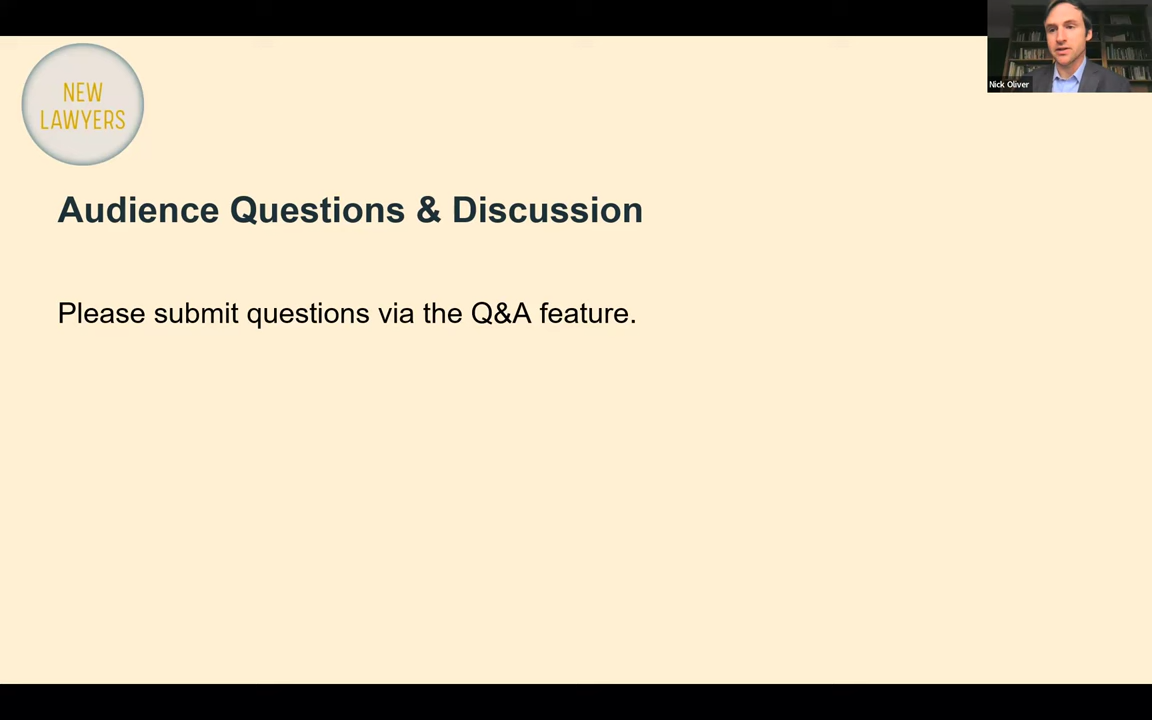 NEW
LAWYERS
Nick Oliver
Audience Questions & Discussion
Please submit questions via the Q&A feature.